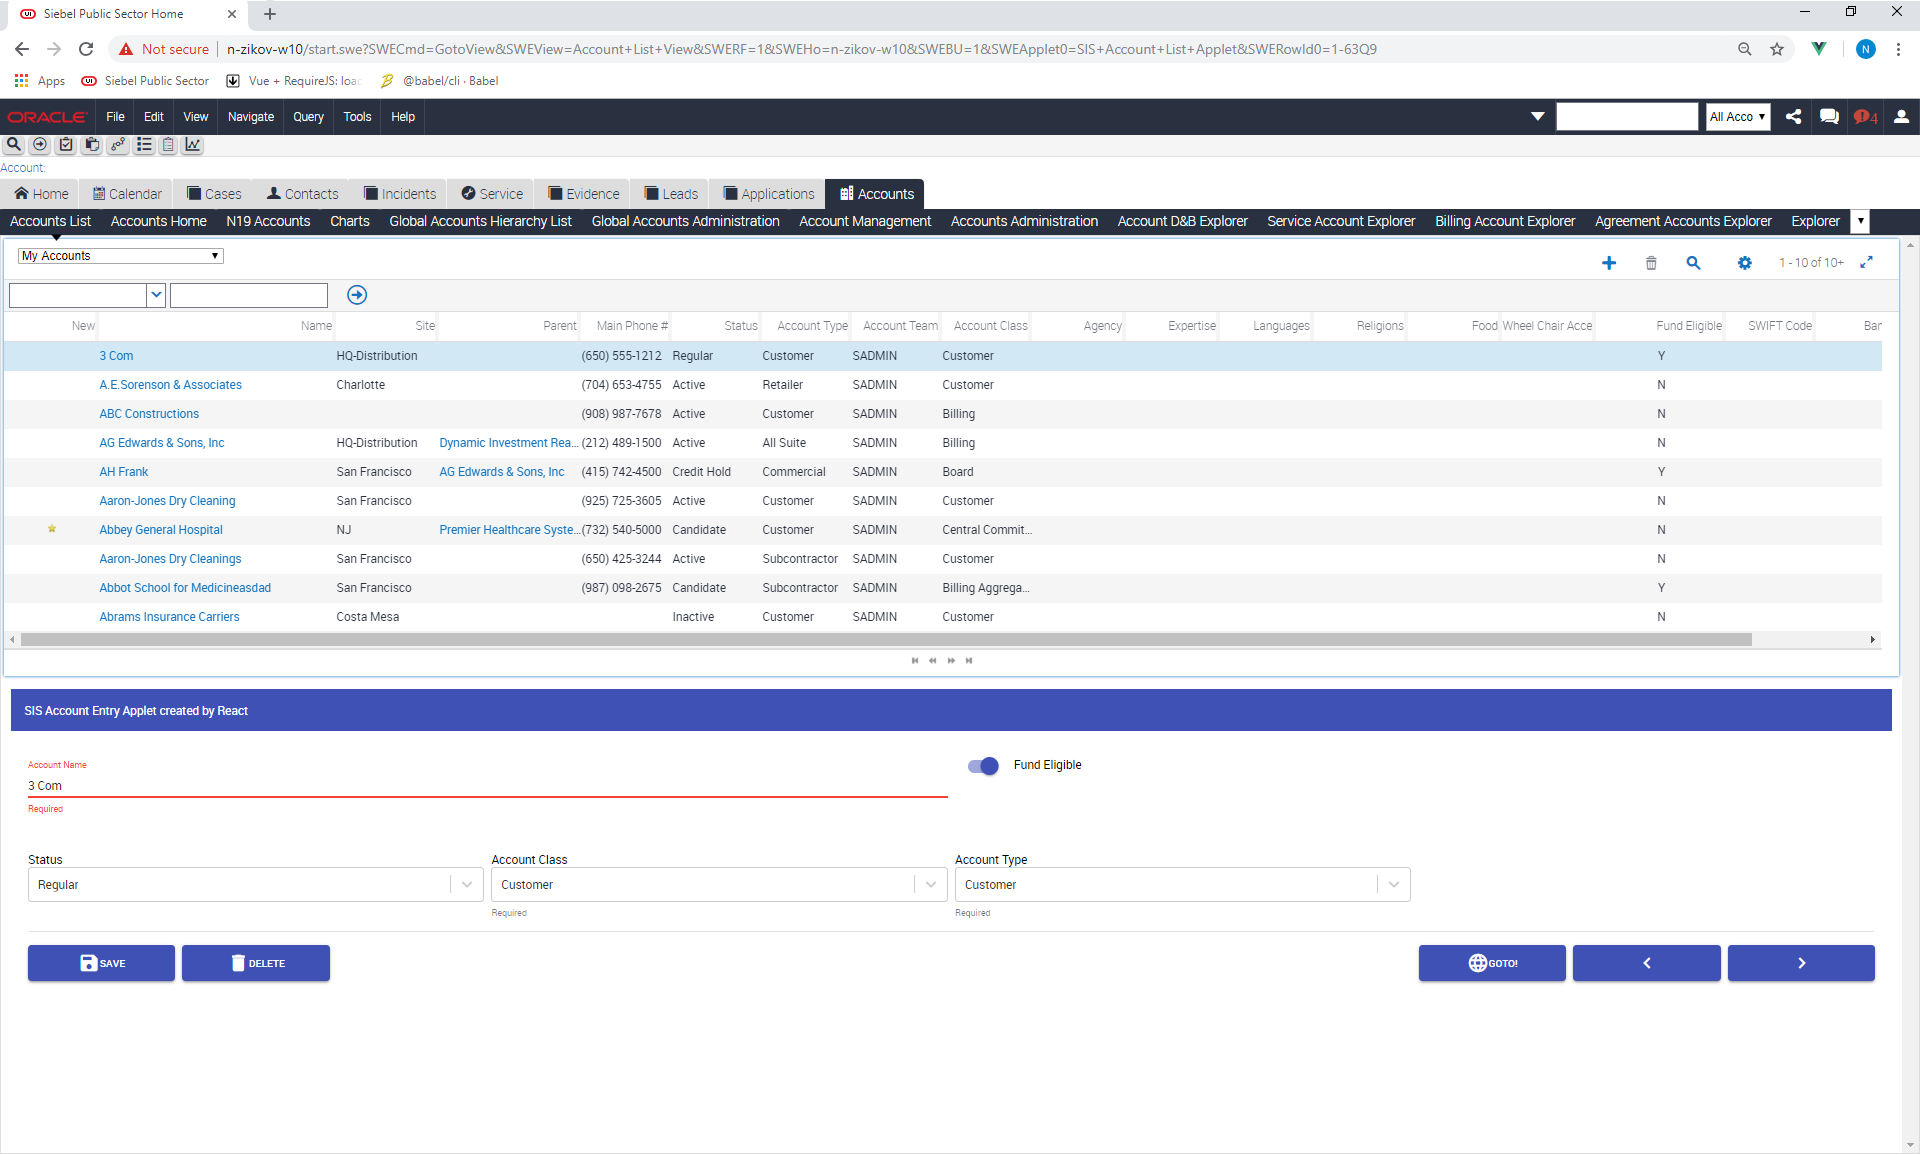 Siebel Public Sector Home
Not secure n-zikov-w10/start.swe?SWECmd=GotoView&SWEView=Account+List+View&SWERF=1&SWEHo=n-zikov-w10&SWEBU=1&SWEApplet0=SIS+Account+List+Applet&SWERowId0=1-63Q9 N
Apps Siebel Public Sector Vue + RequireJS: loa @babel/cli · Babel
ORACLE File Edit View Navigate Query Tools Help All Acco 4
Account:
Home Calendar Cases Contacts Incidents Service Evidence Leads Applications Accounts
Accounts List Accounts Home N19 Accounts Charts Global Accounts Hierarchy List Global Accounts Administration Account Management Accounts Administration Account D&B Explorer Service Account Explorer Billing Account Explorer Agreement Accounts Explorer Explorer
My Accounts 1 - 10 of 10+
New Name Site Parent Main Phone # Status Account Type Account Team Account Class Agency Expertise Languages Religions Food Wheel Chair Acce Fund Eligible SWIFT Code Bar
3 Com HQ-Distribution (650) 555-1212 Regular Customer SADMIN Customer Y
A.E.Sorenson & Associates Charlotte (704) 653-4755 Active Retailer SADMIN Customer N
ABC Constructions (908) 987-7678 Active Customer SADMIN Billing N
AG Edwards & Sons, Inc HQ-Distribution Dynamic Investment Rea... (212) 489-1500 Active All Suite SADMIN Billing N
AH Frank San Francisco AG Edwards & Sons, Inc (415) 742-4500 Credit Hold Commercial SADMIN Board Y
Aaron-Jones Dry Cleaning San Francisco (925) 725-3605 Active Customer SADMIN Customer N
Abbey General Hospital NJ Premier Healthcare Syste... (732) 540-5000 Candidate Customer SADMIN Central Commit... N
Aaron-Jones Dry Cleanings San Francisco (650) 425-3244 Active Subcontractor SADMIN Customer N
Abbot School for Medicineasdad San Francisco (987) 098-2675 Candidate Subcontractor SADMIN Billing Aggrega... Y
Abrams Insurance Carriers Costa Mesa Inactive Customer SADMIN Customer N
SIS Account Entry Applet created by React
Account Name
3 Com
Required
Fund Eligible
Status Account Class Account Type
Regular Customer Customer
Required Required
SAVE DELETE GOTO!